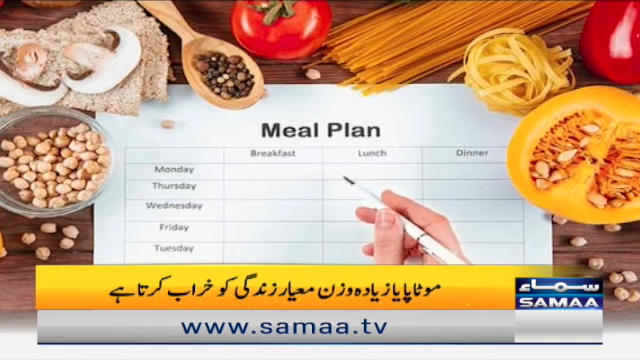 SAMAA
Meal Plan
Breakfast Lunch Dinner
Monday
Thursday
Wednesday
Friday
Tuesday
موٹاپا یا زیادہ وزن معیار زندگی کو خراب کرتا ہے
سماء
SAMAA
www.samaa.tv